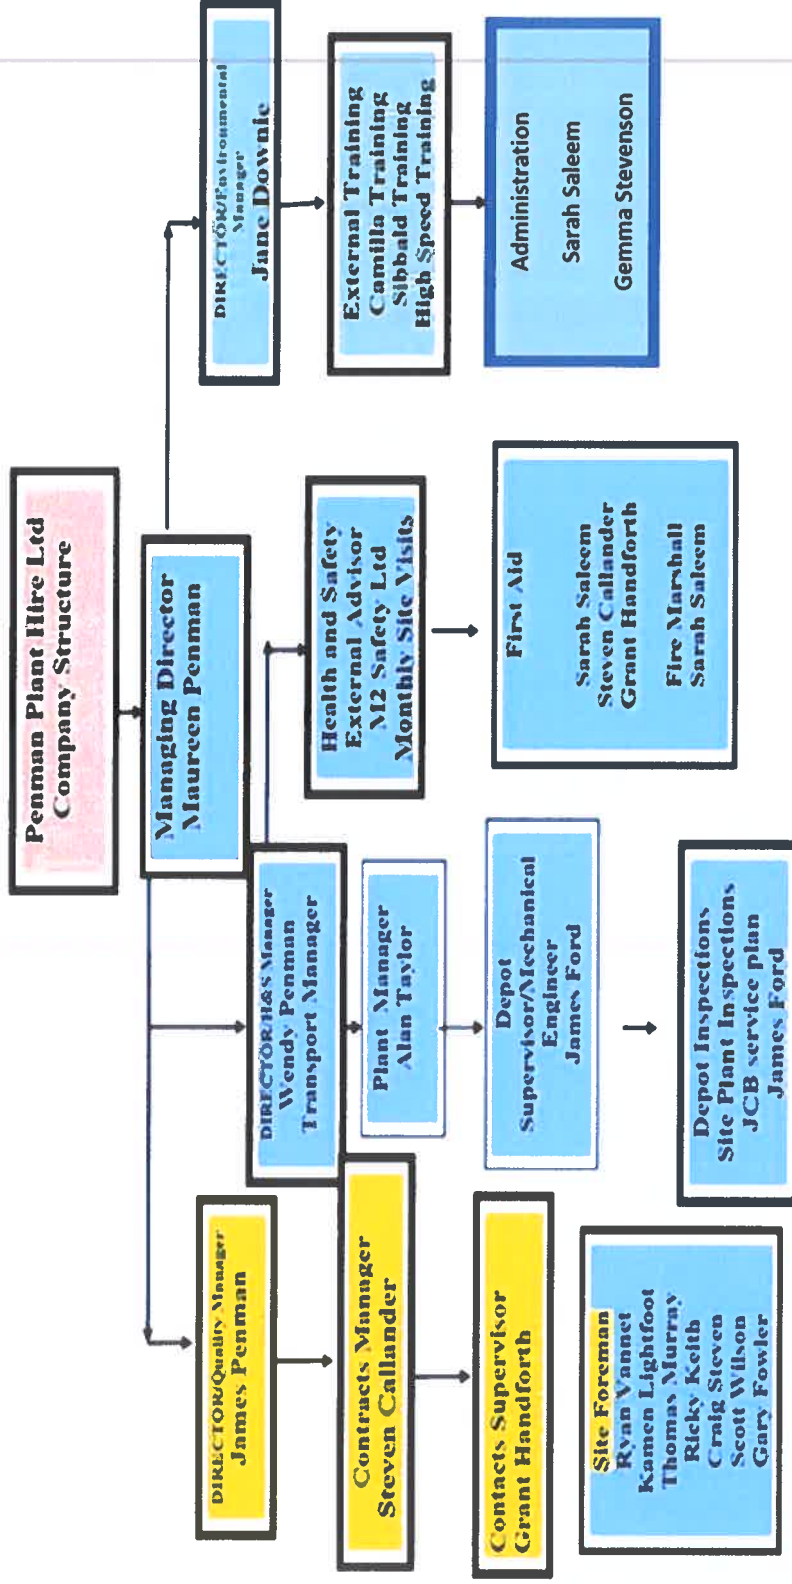 Penman Plant Hire Ltd
Company Structure
Managing Director
Maureen Penman
DIRECTOR/Quality Manager
James Penman
Contracts Manager
Steven Callander
Contacts Supervisor
Grant Handforth
Site Foreman
Ryan Vannet
Kamen Lightfoot
Thomas Murray
Ricky Keith
Craig Steven
Scott Wilson
Gary Fowler
DIRECTOR/H&S Manager
Wendy Penman
Transport Manager
Plant Manager
Alan Taylor
Depot
Supervisor/Mechanical
Engineer
James Ford
Depot Inspections
Site Plant Inspections
JCB service plan
James Ford
Health and Safety
External Advisor
M2 Safety Ltd
Monthly Site Visits
First Aid
Sarah Saleem
Steven Callander
Grant Handforth
Fire Marshall
Sarah Saleem
DIRECTOR/Environmental
Manager
Jane Downie
External Training
Camilla Training
Sibbald Training
High Speed Training
Administration
Sarah Saleem
Gemma Stevenson